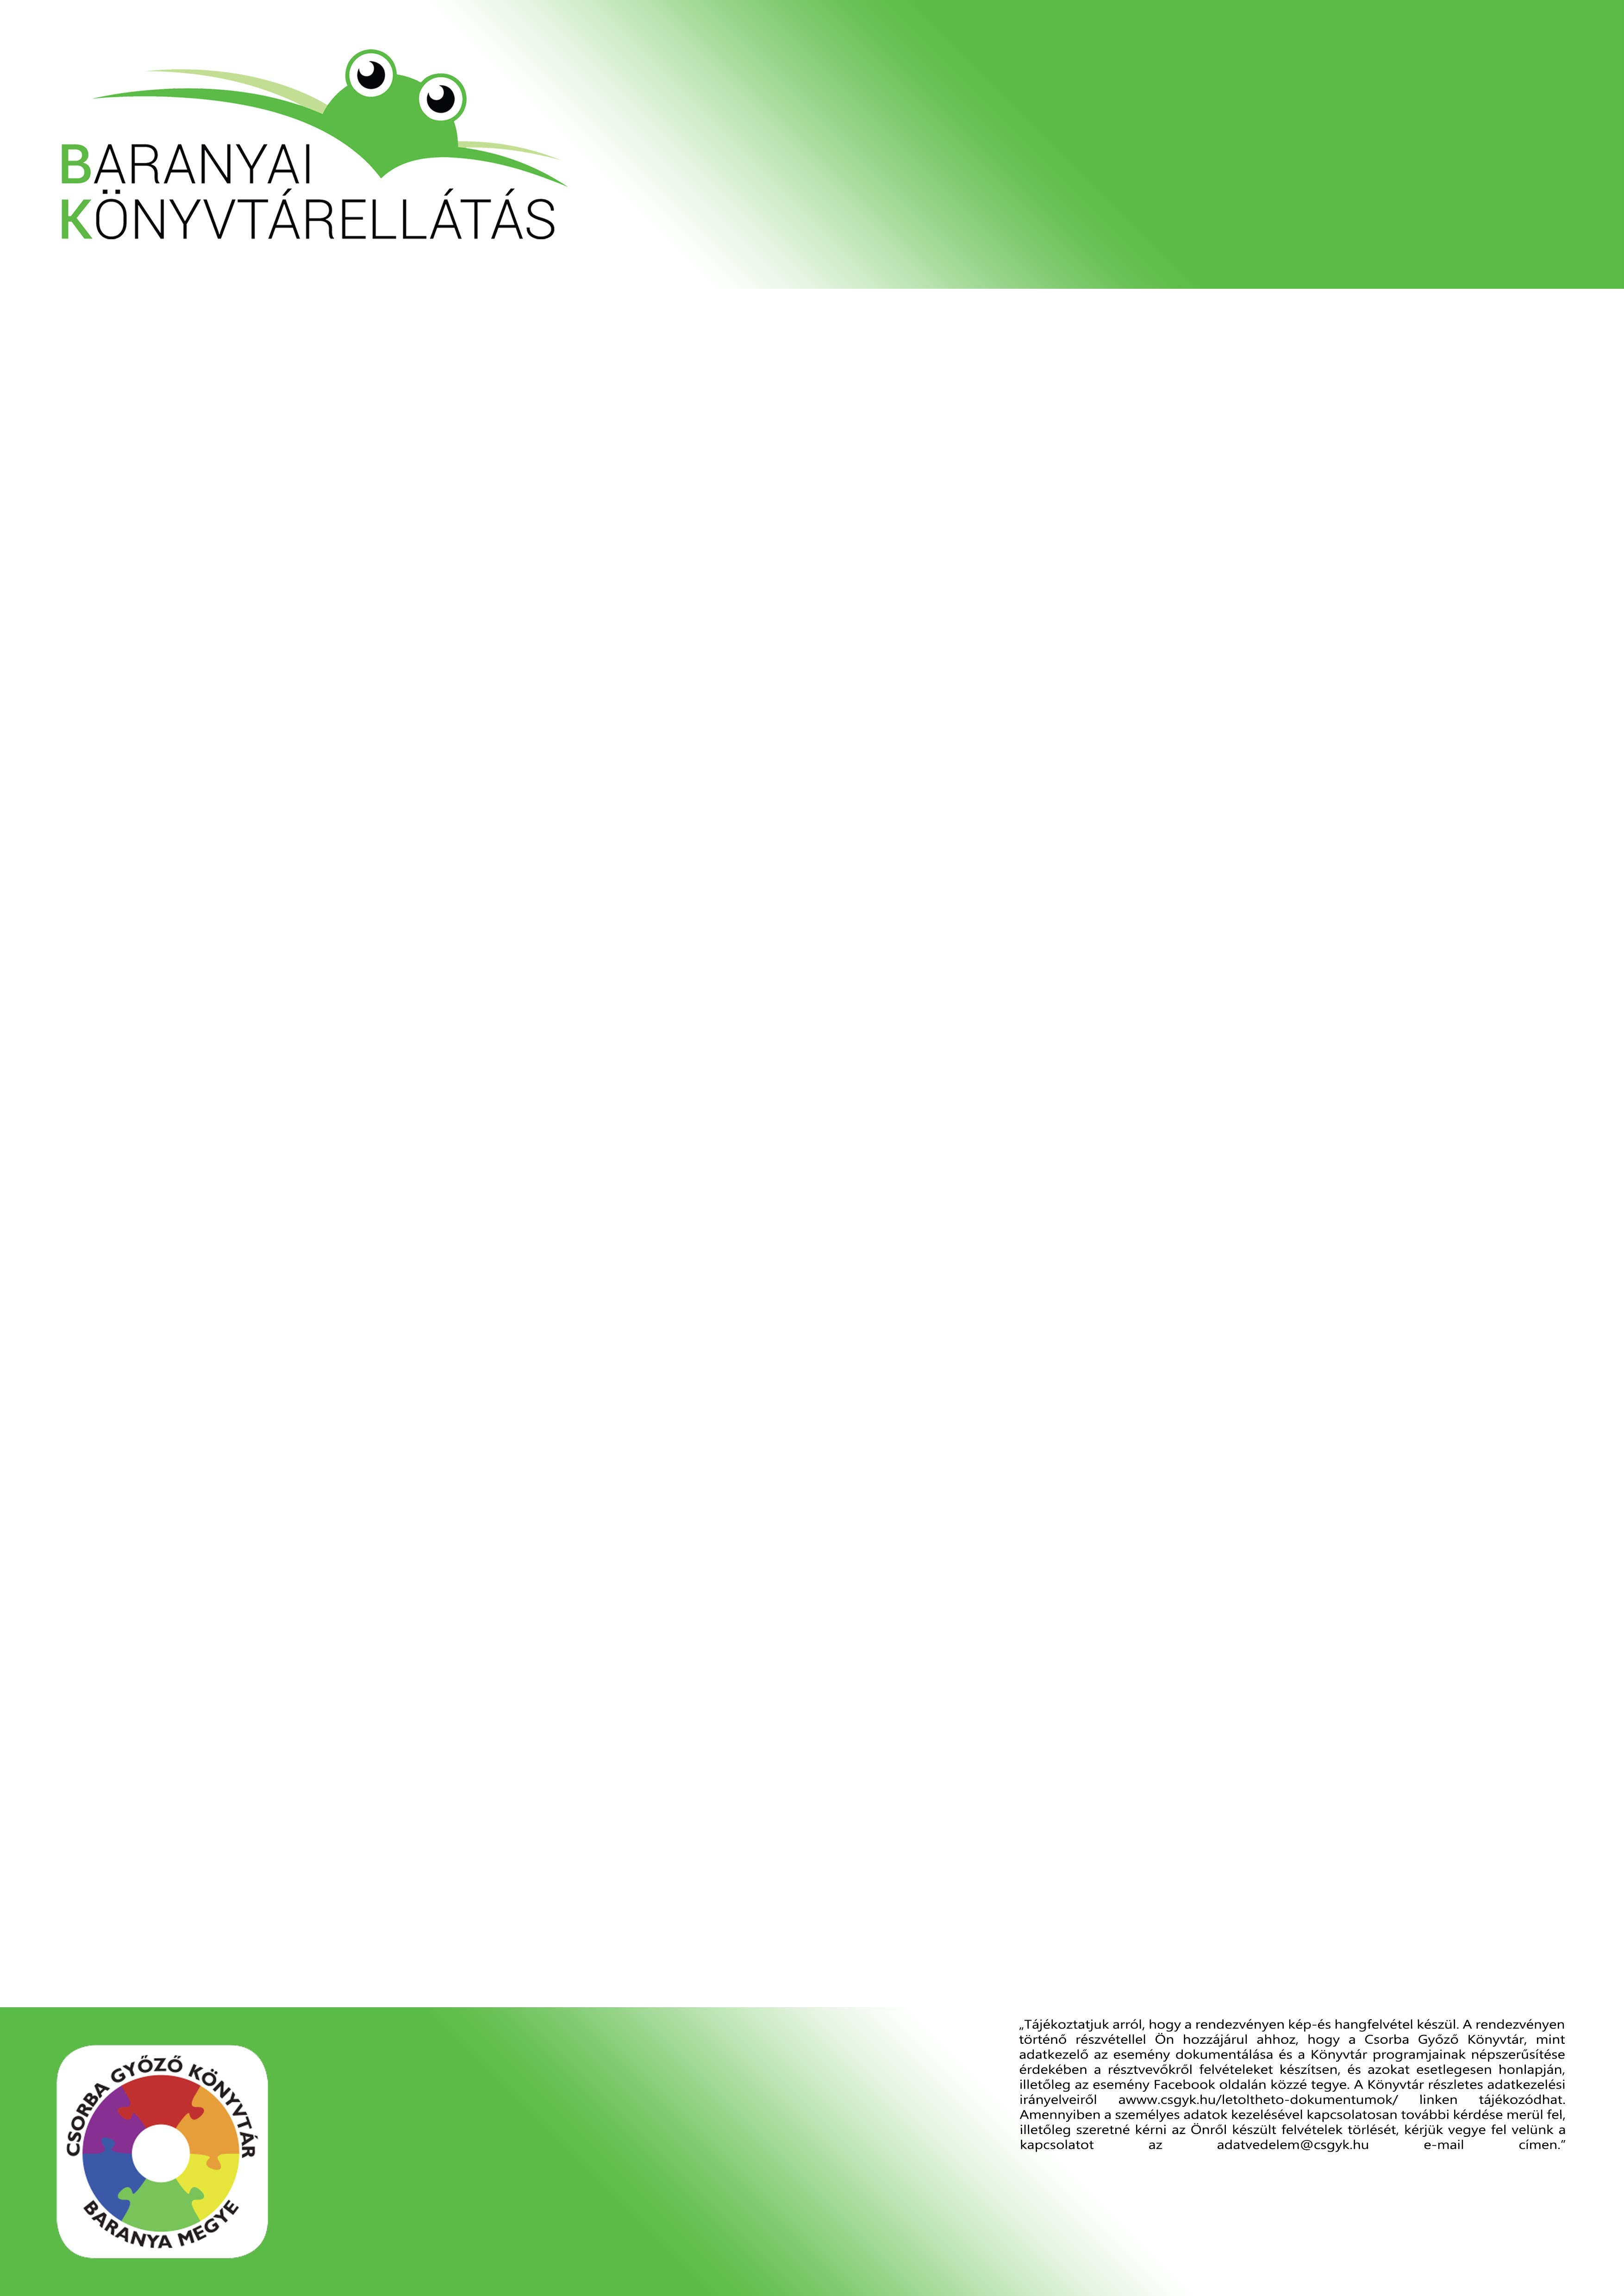 BARANYAI
KÖNYVTÁRELLÁTÁS
„Tájékoztatjuk arról, hogy a rendezvényen kép-és hangfelvétel készül. A rendezvényen
történő részvétellel Ön hozzájárul ahhoz, hogy a Csorba Győző Könyvtár, mint
adatkezelő az esemény dokumentálása és a Könyvtár programjainak népszerűsítése
érdekében a résztvevőkről felvételeket készítsen, és azokat esetlegesen honlapján,
illetőleg az esemény Facebook oldalán közzé tegye. A Könyvtár részletes adatkezelési
irányelveiről awww.csgyk.hu/letoltheto-dokumentumok/ linken tájékozódhat.
Amennyiben a személyes adatok kezelésével kapcsolatosan további kérdése merül fel,
illetőleg szeretné kérni az Önről készült felvételek törlését, kérjük vegye fel velünk a
kapcsolatot az adatvedelem@csgyk.hu e-mail címen.”
CSORBA GYŐZŐ KÖNYVTÁR
BARANYA MEGYE